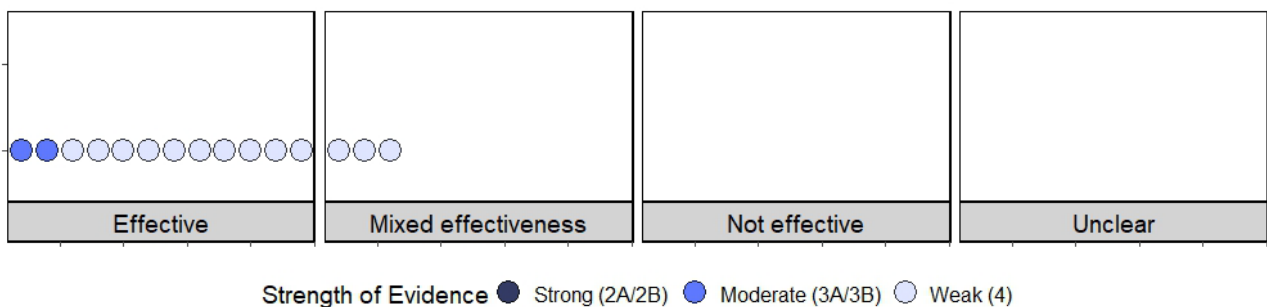 Effective Mixed effectiveness Not effective Unclear
Strength of Evidence Strong (2A/2B) Moderate (3A/3B) Weak (4)